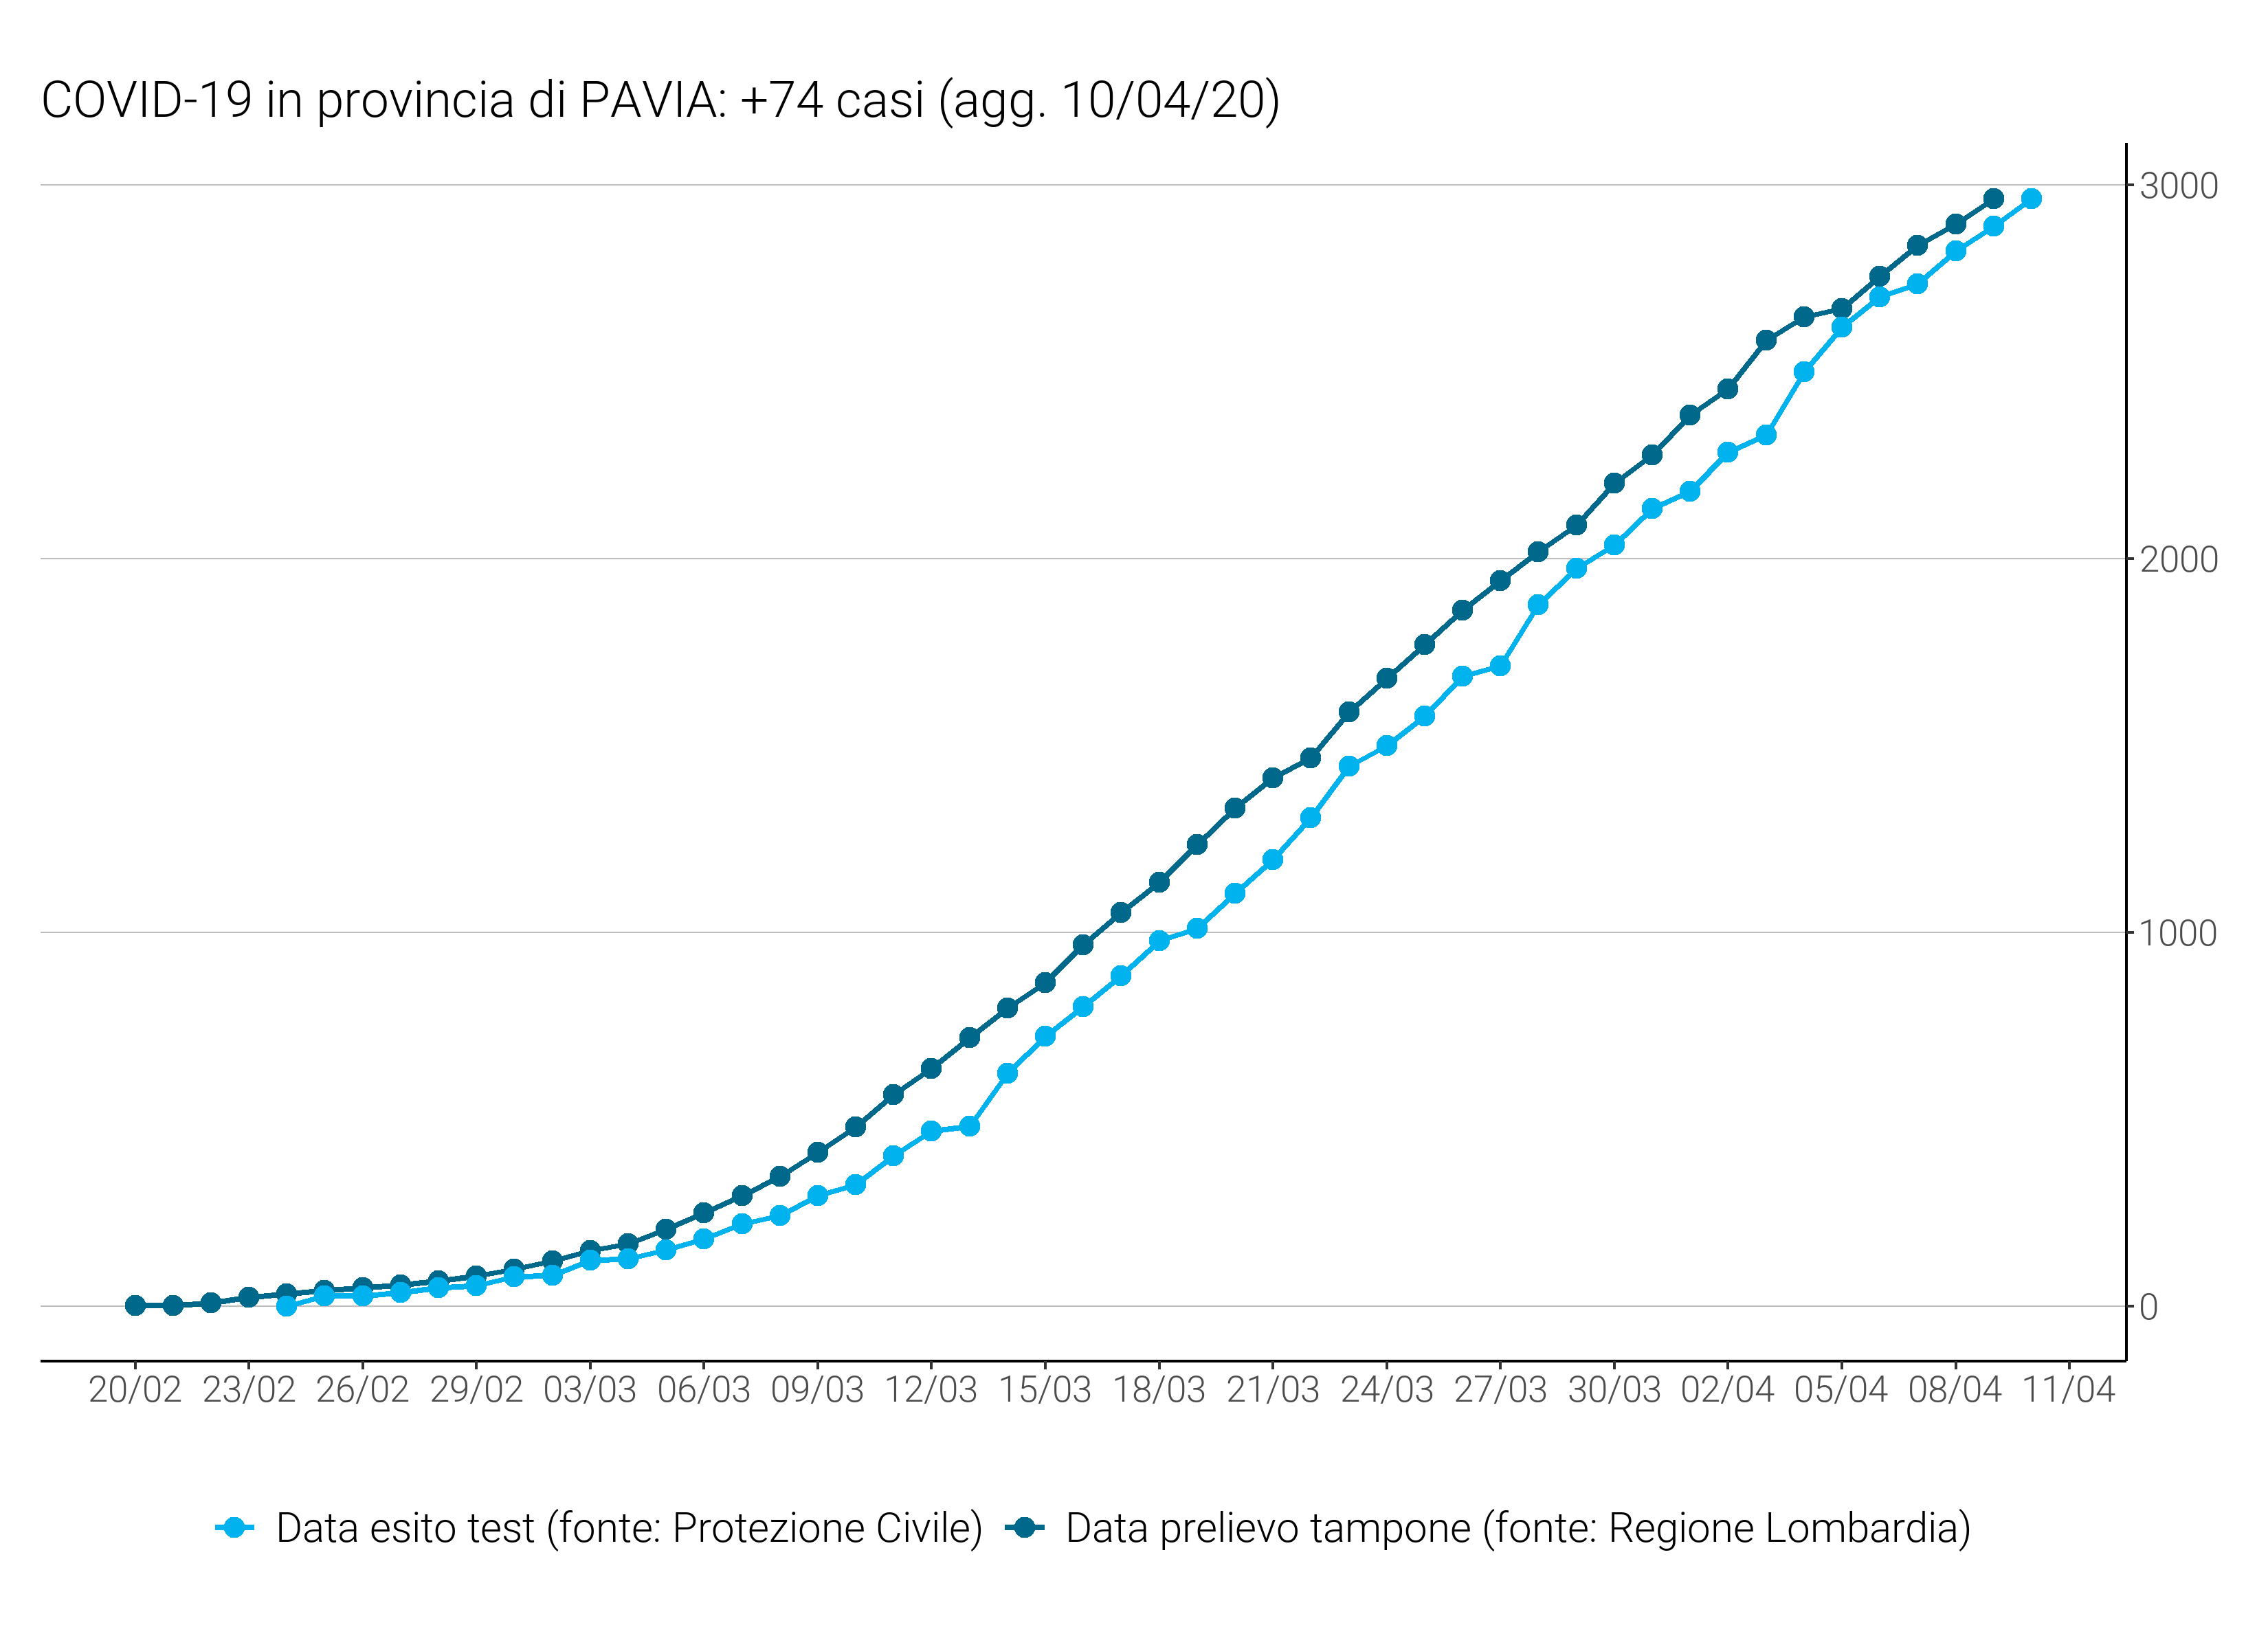 COVID-19 in provincia di PAVIA: +74 casi (agg. 10/04/20)
3000
2000
1000
0
20/02 23/02 26/02 29/02 03/03 06/03 09/03 12/03 15/03 18/03 21/03 24/03 27/03 30/03 02/04 05/04 08/04 11/04
Data esito test (fonte: Protezione Civile) Data prelievo tampone (fonte: Regione Lombardia)